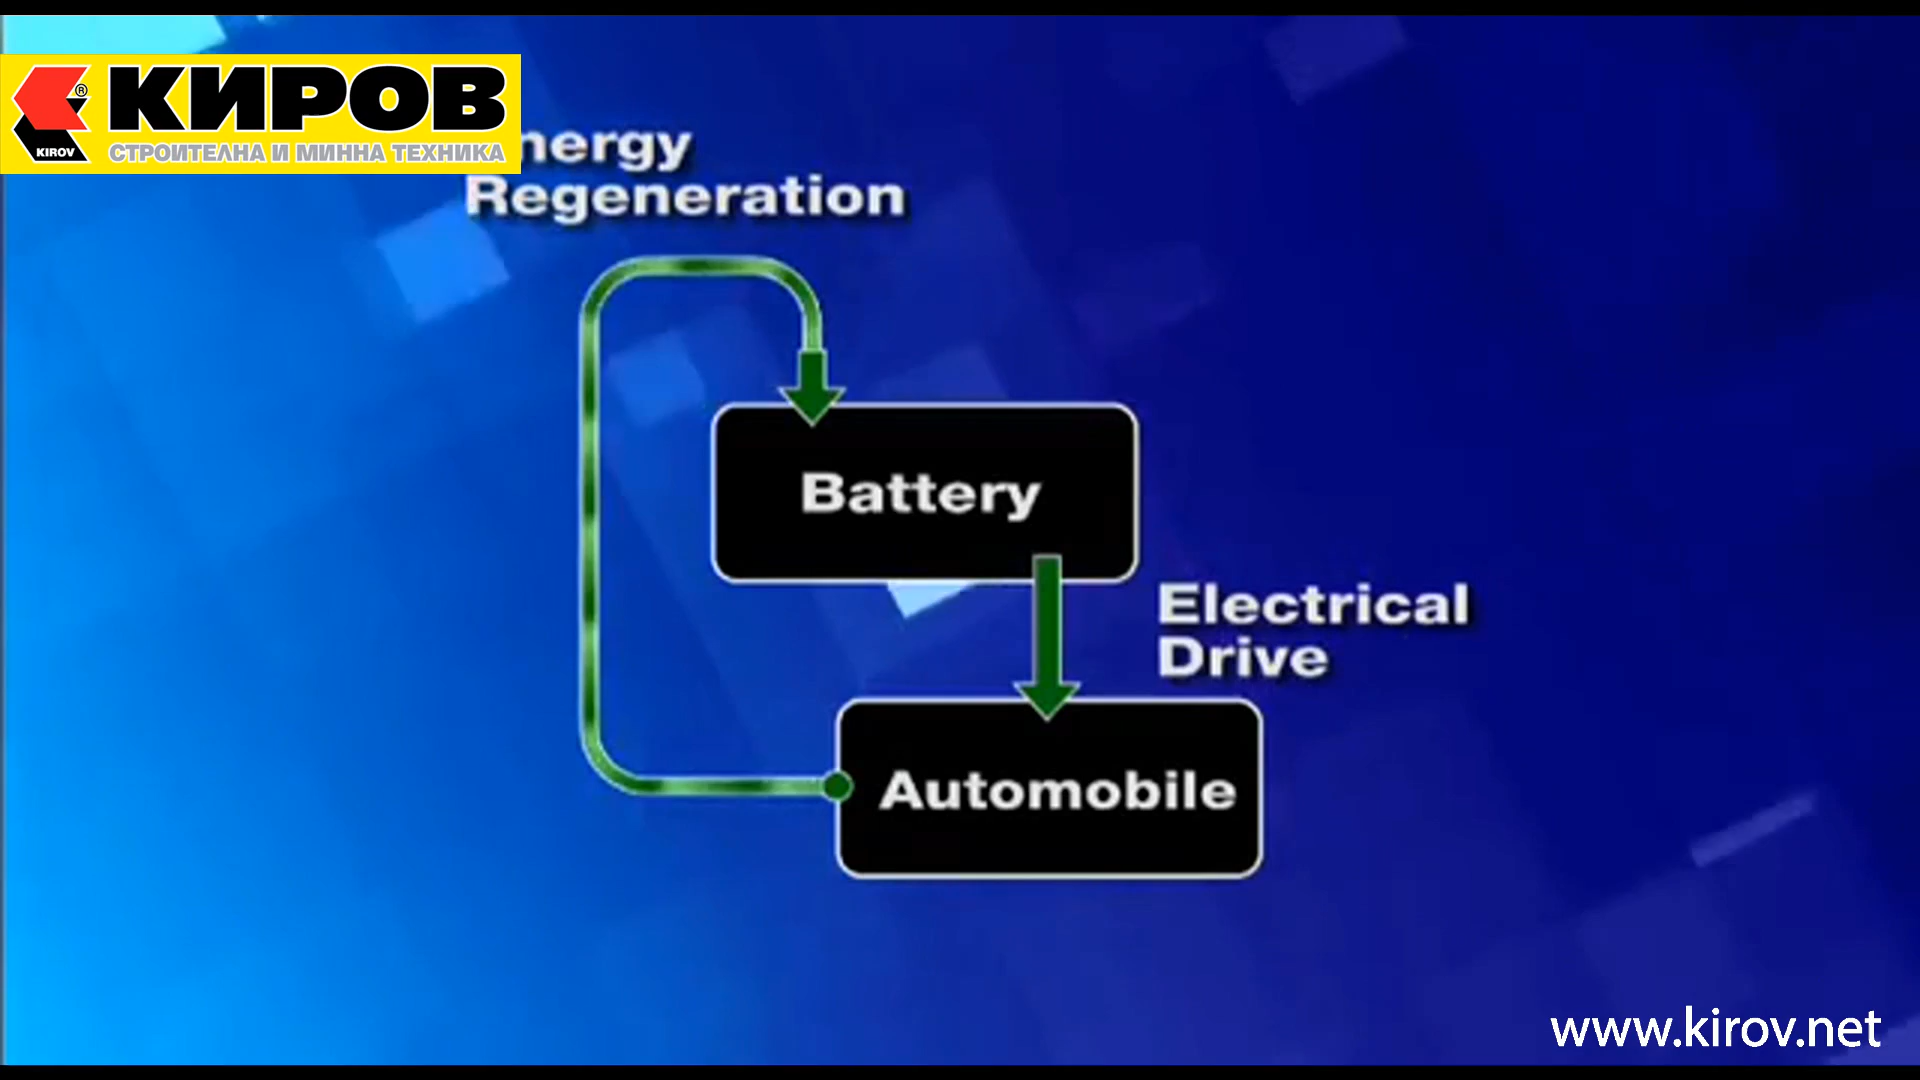 КИРОВ
®
KIROV
СТРОИТЕЛНА И МИННА ТЕХНИКА
nergy
Regeneration
Battery
Electrical
Drive
Automobile
www.kirov.net